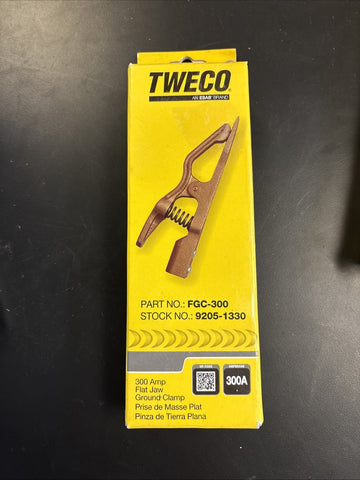 TWECO
AN ESAB BRAND
PART NO.: FGC-300
STOCK NO.: 9205-1330
300 Amp
Flat Jaw
Ground Clamp
Prise de Masse Plat
Pinza de Tierra Plana
300A